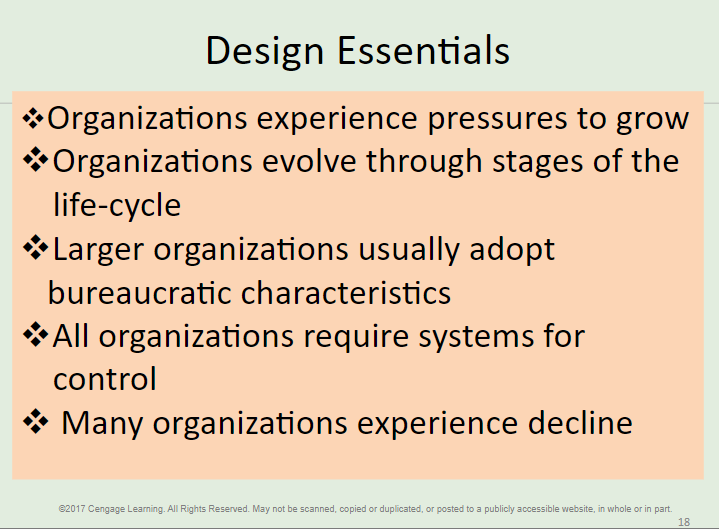 Design Essentials
❖Organizations experience pressures to grow
❖Organizations evolve through stages of the
life-cycle
❖Larger organizations usually adopt
bureaucratic characteristics
❖All organizations require systems for
control
❖ Many organizations experience decline
©2017 Cengage Learning. All Rights Reserved. May not be scanned, copied or duplicated, or posted to a publicly accessible website, in whole or in part.
18